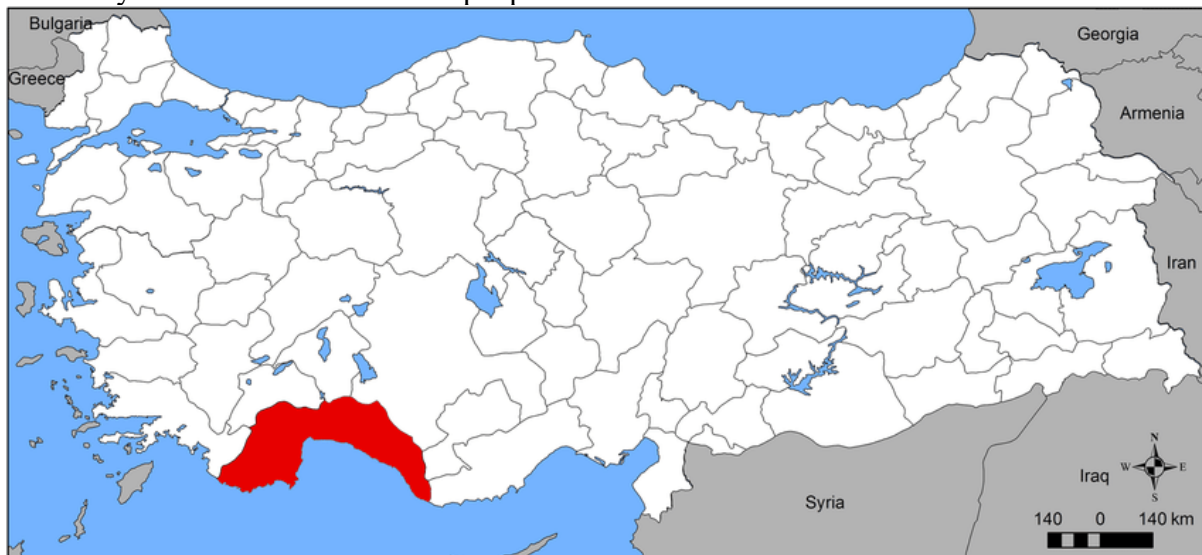 Bulgaria
Georgia
Greece
Armenia
Iran
N
W E
S
Iraq
Syria
140 0 140 km